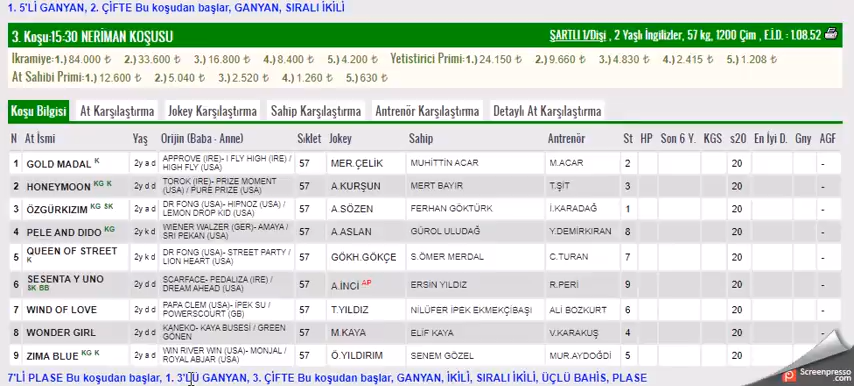 1. 5'Lİ GANYAN, 2. ÇİFTE Bu koşudan başlar, GANYAN, SIRALI İKİLİ
3. Koşu:15:30 NERİMAN KOŞUSU ŞARTLI 1/Dişi , 2 Yaşlı İngilizler, 57 kg, 1200 Çim , E.İ.D. : 1.08.52
İkramiye:1.) 84.000 ₺ 2.) 33.600 ₺ 3.) 16.800 ₺ 4.) 8.400 ₺ 5.) 4.200 ₺ Yetistirici Primi:1.) 24.150 ₺ 2.) 9.660 ₺ 3.) 4.830 ₺ 4.) 2.415 ₺ 5.) 1.208 ₺
At Sahibi Primi:1.) 12.600 ₺ 2.) 5.040 ₺ 3.) 2.520 ₺ 4.) 1.260 ₺ 5.) 630 ₺
Koşu Bilgisi At Karşılaştırma Jokey Karşılaştırma Sahip Karşılaştırma Antrenör Karşılaştırma Detaylı At Karşılaştırma
N At İsmi Yaş Orijin (Baba - Anne) Sıklet Jokey Sahip Antrenör St HP Son 6 Y. KGS s20 En İyi D. Gny AGF
1 GOLD MADAL K 2y a d APPROVE (IRE)- I FLY HIGH (IRE) / HIGH FLY (USA) 57 MER.ÇELİK MUHİTTİN ACAR M.ACAR 2 20 -
2 HONEYMOON KG K 2y d d TOROK (IRE)- PRIZE MOMENT (USA) / PURE PRIZE (USA) 57 A.KURŞUN MERT BAYIR T.ŞİT 3 20 -
3 ÖZGÜRKIZIM KG SK 2y a d DR FONG (USA)- HIPNOZ (USA) / LEMON DROP KID (USA) 57 A.SÖZEN FERHAN GÖKTÜRK İ.KARADAĞ 1 20 -
4 PELE AND DIDO KG 2y k d WIENER WALZER (GER)- AMAYA / SRI PEKAN (USA) 57 A.ASLAN GÜROL ULUDAĞ Y.DEMİRKIRAN 8 20 -
5 QUEEN OF STREET K 2y k d DR FONG (USA)- STREET PARTY / LION HEART (USA) 57 GÖKH.GÖKÇE S.ÖMER MERDAL C.TURAN 7 20 -
6 SESENTA Y UNO SK BB 2y d d SCARFACE- PEDALIZA (IRE) / DREAM AHEAD (USA) 57 A.İNCİ AP ERSİN YILDIZ R.PERİ 9 20 -
7 WIND OF LOVE 2y d d PAPA CLEM (USA)- İPEK SU / POWERSCOURT (GB) 57 T.YILDIZ NİLÜFER İPEK EKMEKÇİBAŞI ALİ BOZKURT 6 20 -
8 WONDER GIRL 2y d d KANEKO- KAYA BUSESİ / GREEN GÖNEN 57 M.KAYA ELİF KAYA V.KARAKUŞ 4 20
9 ZIMA BLUE KG K 2y a d WIN RIVER WIN (USA)- MONJAL / ROYAL ABJAR (USA) 57 Ö.YILDIRIM SENEM GÖZEL MUR.AYDOĞDI 5 20
7'Lİ PLASE Bu koşudan başlar, 1. 3'LÜ GANYAN, 3. ÇİFTE Bu koşudan başlar, GANYAN, İKİLİ, SIRALI İKİLİ, ÜÇLÜ BAHİS, PLASE
Screenpresso